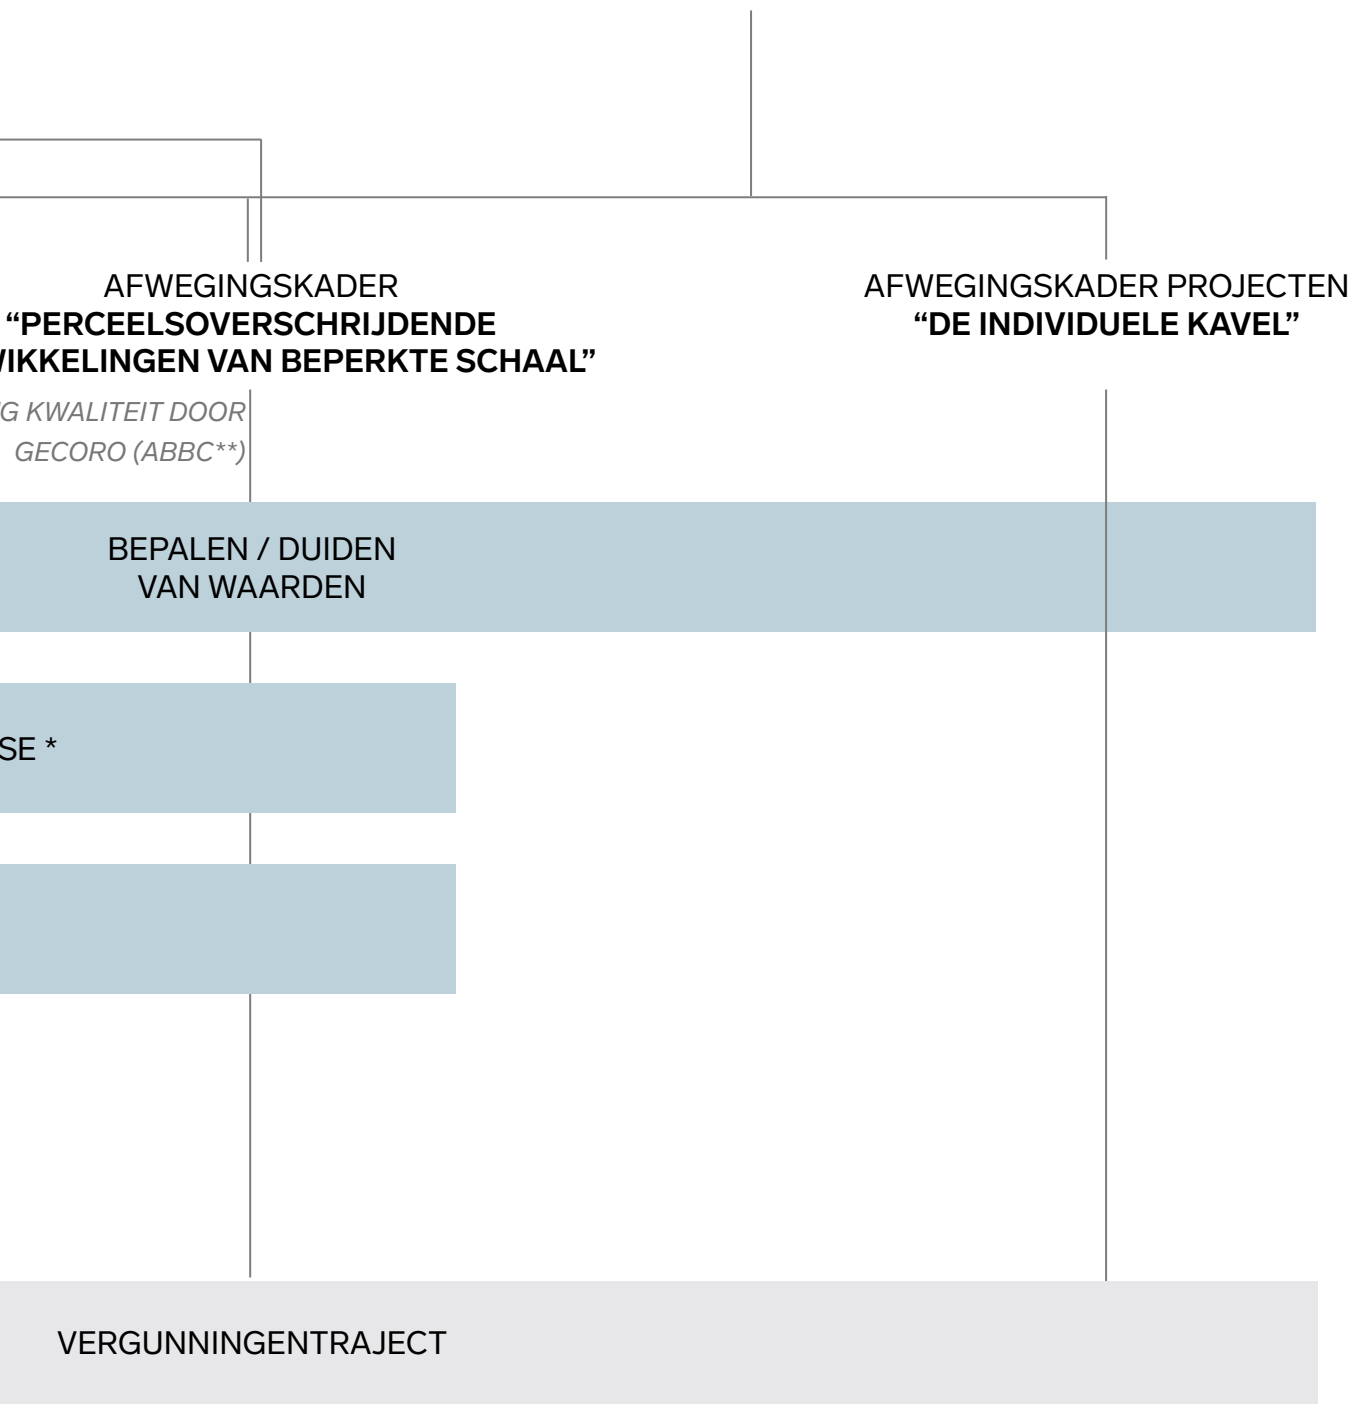 AFWEGINGSKADER
“PERCEELSOVERSCHRIJDENDE
WIKKELINGEN VAN BEPERKTE SCHAAL”
AFWEGINGSKADER PROJECTEN
“DE INDIVIDUELE KAVEL”
G KWALITEIT DOOR
GECORO (ABBC**)
BEPALEN / DUIDEN
VAN WAARDEN
SE *
VERGUNNINGENTRAJECT